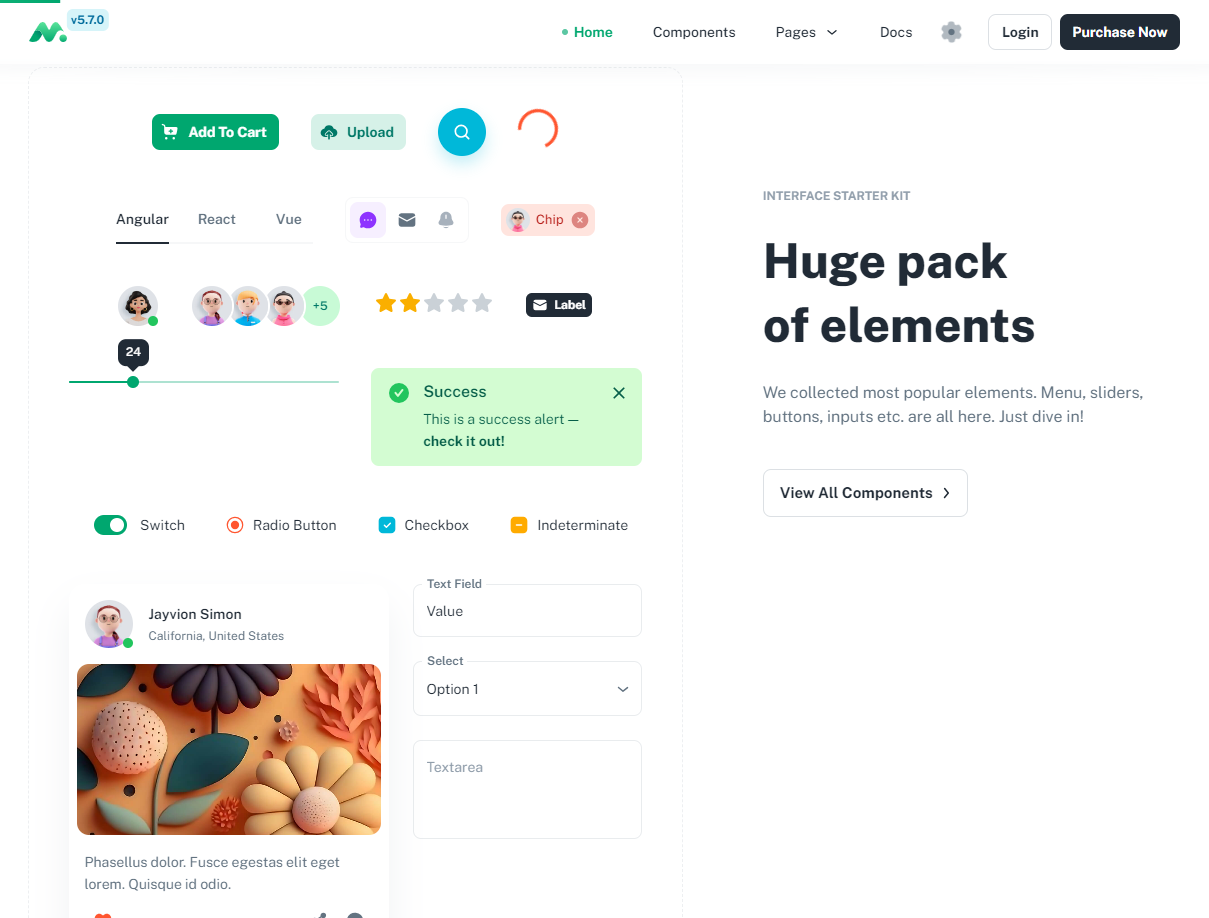 v5.7.0
Home
Components
Pages
Docs
Login
Purchase Now
Add To Cart
Upload
Angular
React
Vue
Chip
+5
Label
24
Success
This is a success alert —
check it out!
Switch
Radio Button
Checkbox
Indeterminate
Jayvion Simon
California, United States
Phasellus dolor. Fusce egestas elit eget
lorem. Quisque id odio.
Text Field
Value
Select
Option 1
Textarea
INTERFACE STARTER KIT
Huge pack
of elements
We collected most popular elements. Menu, sliders,
buttons, inputs etc. are all here. Just dive in!
View All Components